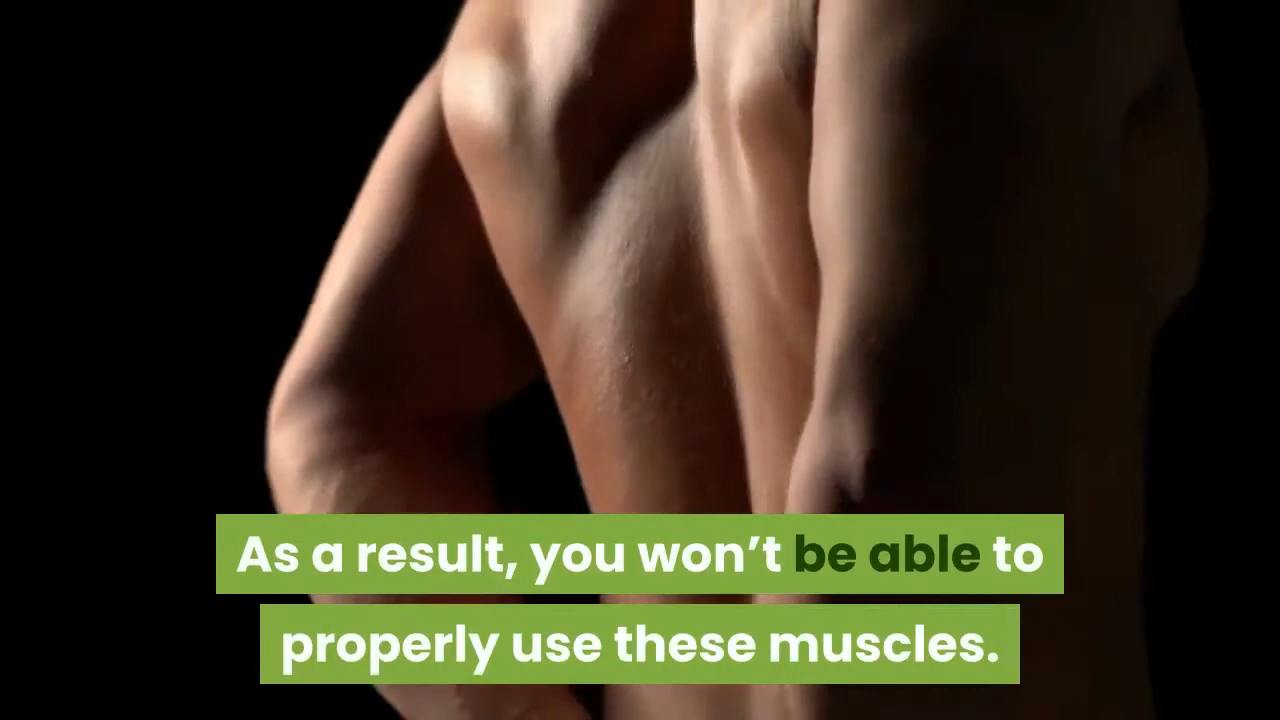 As a result, you won’t be able to
properly use these muscles.